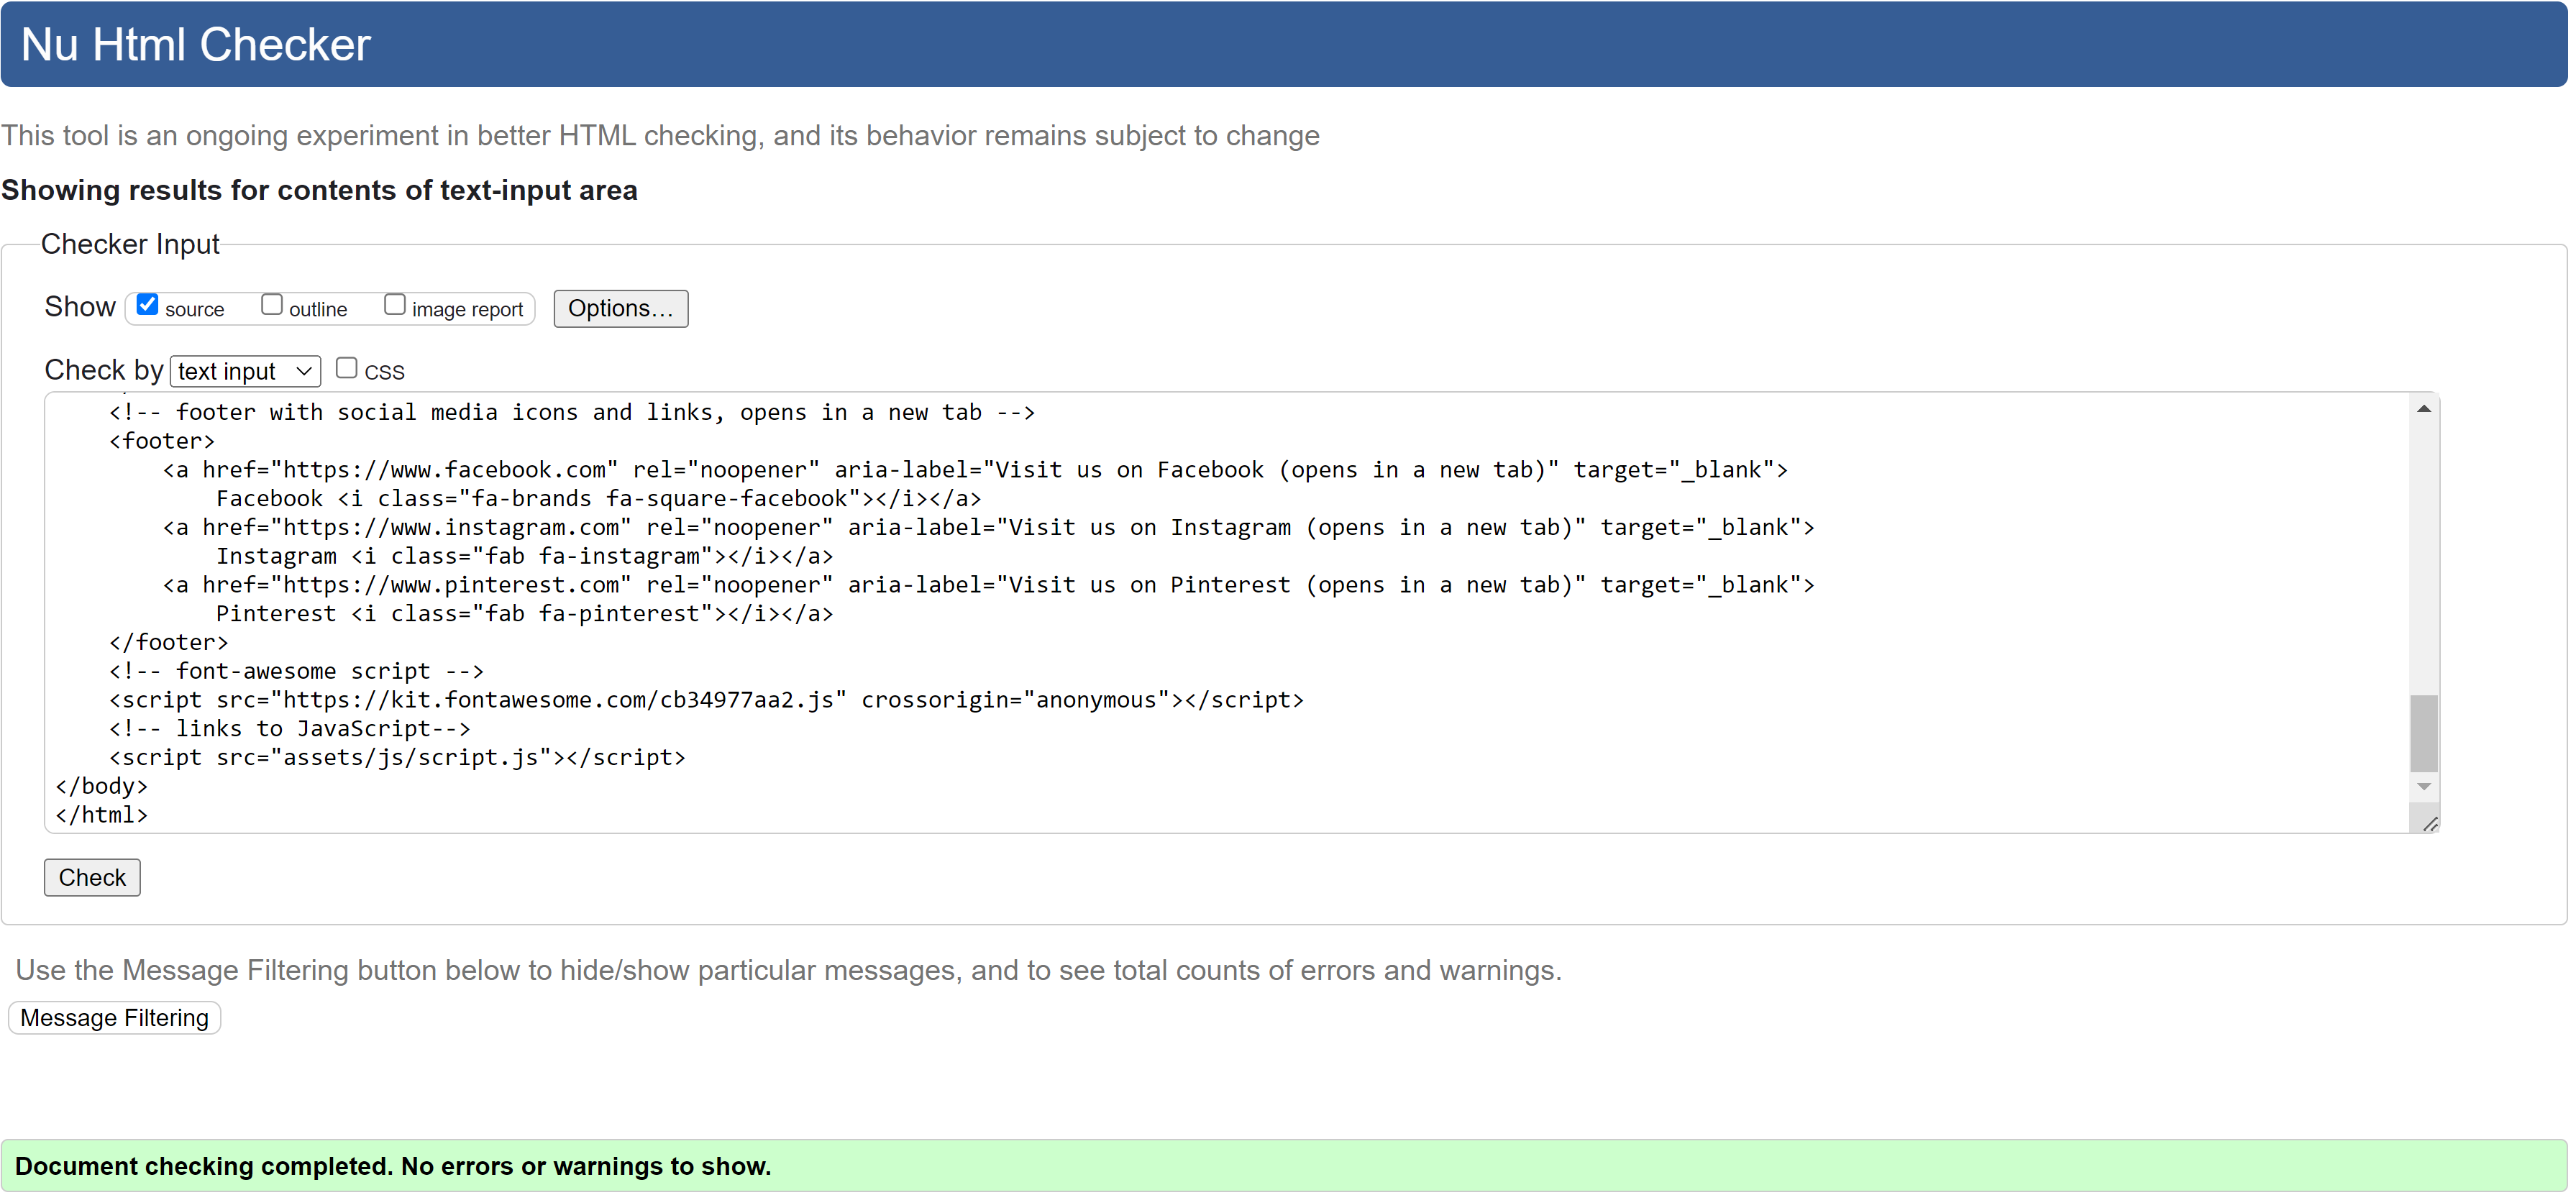 Nu Html Checker
This tool is an ongoing experiment in better HTML checking, and its behavior remains subject to change
Showing results for contents of text-input area
Checker Input
Show source outline image report Options...
Check by text input CSS
<!-- footer with social media icons and links, opens in a new tab -->
<footer>
<a href="https://www.facebook.com" rel="noopener" aria-label="Visit us on Facebook (opens in a new tab)" target="_blank">
Facebook <i class="fa-brands fa-square-facebook"></i></a>
<a href="https://www.instagram.com" rel="noopener" aria-label="Visit us on Instagram (opens in a new tab)" target="_blank">
Instagram <i class="fab fa-instagram"></i></a>
<a href="https://www.pinterest.com" rel="noopener" aria-label="Visit us on Pinterest (opens in a new tab)" target="_blank">
Pinterest <i class="fab fa-pinterest"></i></a>
</footer>
<!-- font-awesome script -->
<script src="https://kit.fontawesome.com/cb34977aa2.js" crossorigin="anonymous"></script>
<!-- links to JavaScript-->
<script src="assets/js/script.js"></script>
</body>
</html>
Check
Use the Message Filtering button below to hide/show particular messages, and to see total counts of errors and warnings.
Message Filtering
Document checking completed. No errors or warnings to show.